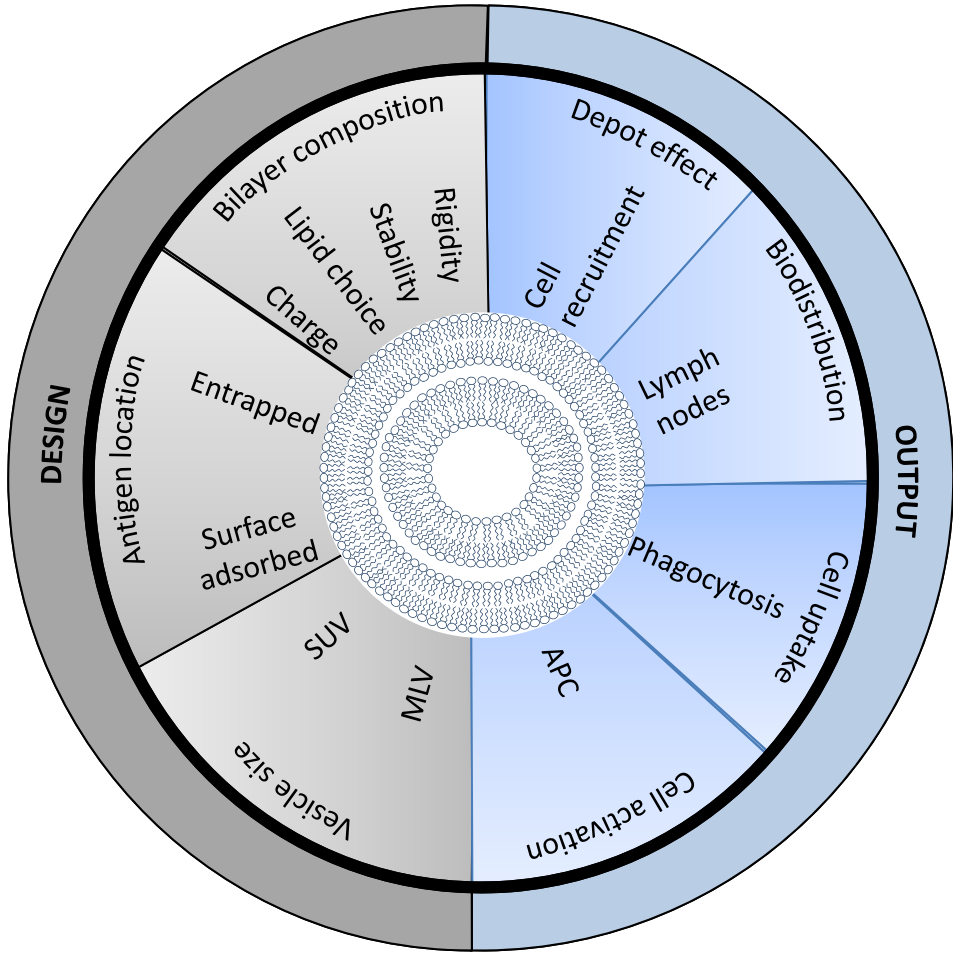 DESIGN
Bilayer composition
Rigidity
Stability
Lipid choice
Charge
Antigen location
Entrapped
Surface
adsorbed
Vesicle size
SUV
MLV
OUTPUT
Depot effect
Cell
recruitment
Biodistribution
Lymph
nodes
Cell uptake
Phagocytosis
Cell activation
APC